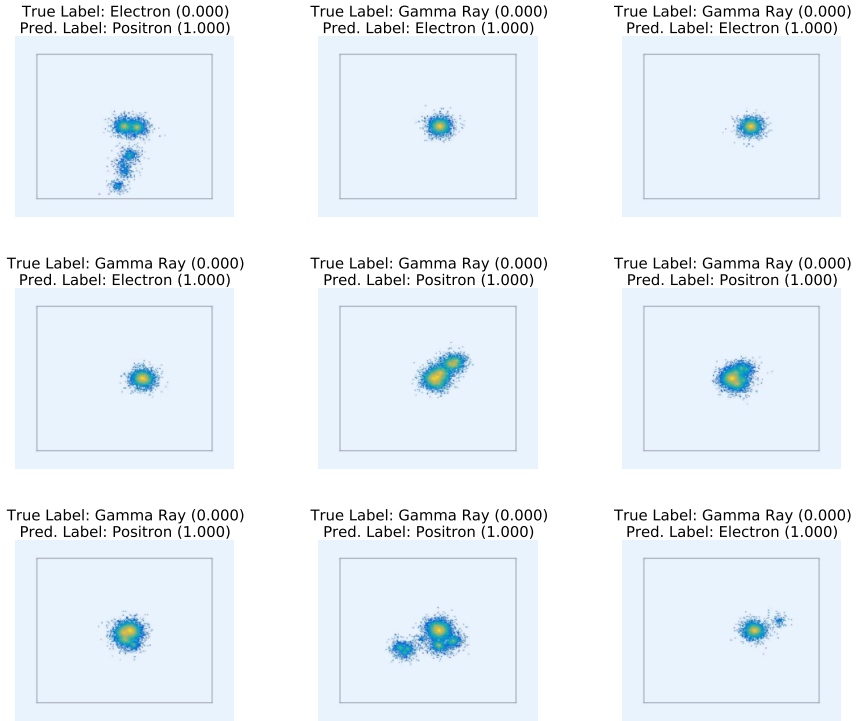 True Label: Electron (0.000)
Pred. Label: Positron (1.000)
True Label: Gamma Ray (0.000)
Pred. Label: Electron (1.000)
True Label: Gamma Ray (0.000)
Pred. Label: Electron (1.000)
True Label: Gamma Ray (0.000)
Pred. Label: Electron (1.000)
True Label: Gamma Ray (0.000)
Pred. Label: Positron (1.000)
True Label: Gamma Ray (0.000)
Pred. Label: Positron (1.000)
True Label: Gamma Ray (0.000)
Pred. Label: Positron (1.000)
True Label: Gamma Ray (0.000)
Pred. Label: Positron (1.000)
True Label: Gamma Ray (0.000)
Pred. Label: Electron (1.000)